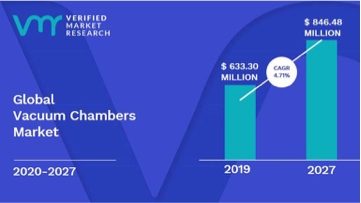 VMR
VERIFIED
MARKET
RESEARCH
Global
Vacuum Chambers
Market
2020-2027
$ 633.30
MILLION
CAGR
4.71%
$ 846.48
MILLION
2019
2027